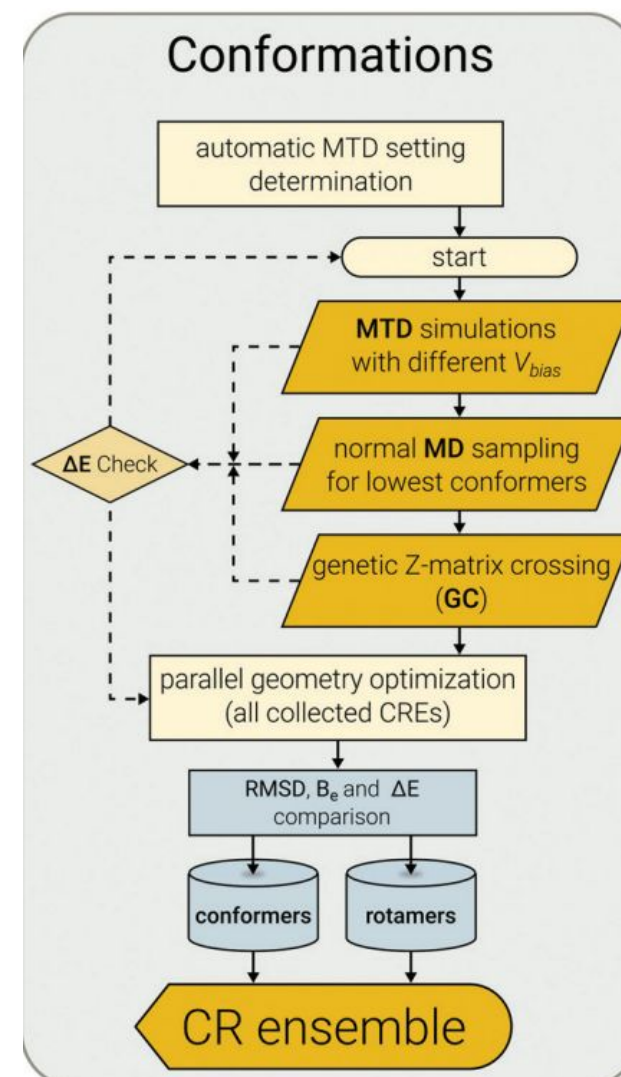 Conformations
automatic MTD setting
determination
start
MTD simulations
with different V_bias
ΔE Check
normal MD sampling
for lowest conformers
genetic Z-matrix crossing
(GC)
parallel geometry optimization
(all collected CREs)
RMSD, Bₑ and ΔE
comparison
conformers
rotamers
CR ensemble